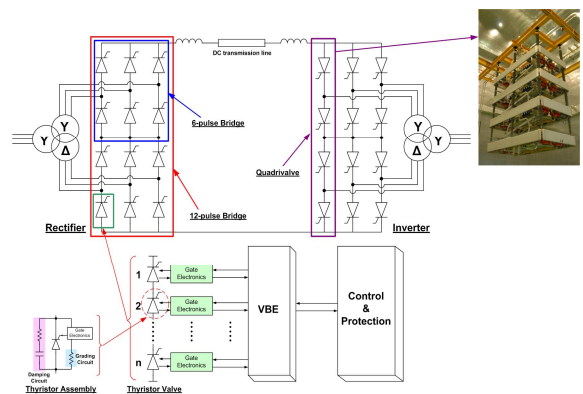 DC transmission line
6-pulse Bridge
Y
Y
Δ
Y
Δ
Y
Quadrivalve
12-pulse Bridge
Rectifier
Inverter
1
Gate
Electronics
2
Gate
Electronics
n
Gate
Electronics
VBE
Control
&
Protection
Gate
Electronics
Grading
Circuit
Damping
Circuit
Thyristor Assembly
Thyristor Valve